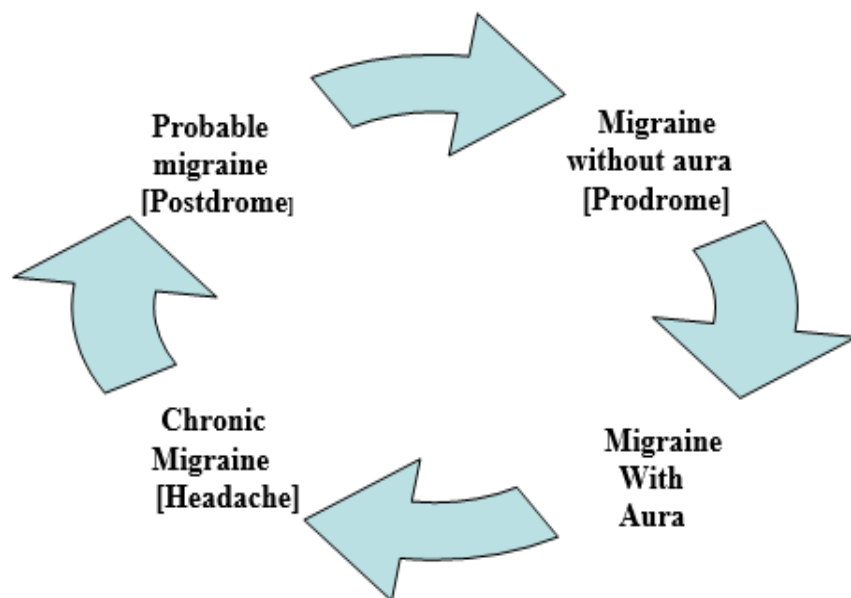 Probable
migraine
[Postdrome]
Migraine
without aura
[Prodrome]
Migraine
With
Aura
Chronic
Migraine
[Headache]